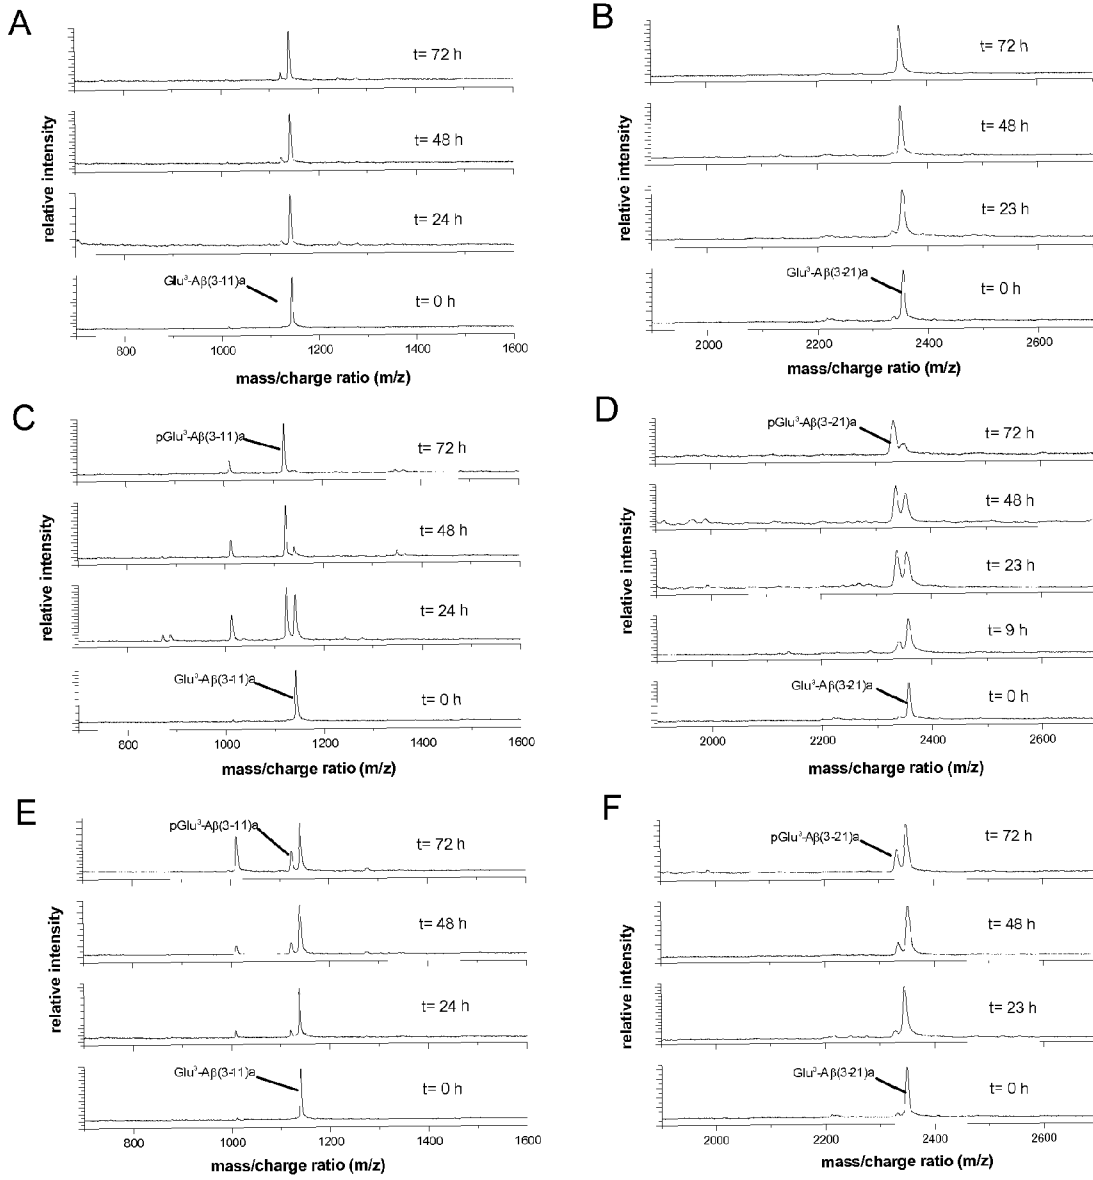 A
t= 72 h
t= 48 h
t= 24 h
Glu³-Aβ(3-11)a
t= 0 h
relative intensity
800 1000 1200 1400 1600
mass/charge ratio (m/z)
B
t= 72 h
t= 48 h
t= 23 h
Glu³-Aβ(3-21)a
t= 0 h
relative intensity
2000 2200 2400 2600
mass/charge ratio (m/z)
C
pGlu³-Aβ(3-11)a
t= 72 h
t= 48 h
t= 24 h
Glu³-Aβ(3-11)a
t= 0 h
relative intensity
800 1000 1200 1400 1600
mass/charge ratio (m/z)
D
pGlu³-Aβ(3-21)a
t= 72 h
t= 48 h
t= 23 h
t= 9 h
Glu³-Aβ(3-21)a
t= 0 h
relative intensity
2000 2200 2400 2600
mass/charge ratio (m/z)
E
pGlu³-Aβ(3-11)a
t= 72 h
t= 48 h
t= 24 h
Glu³-Aβ(3-11)a
t= 0 h
relative intensity
800 1000 1200 1400 1600
mass/charge ratio (m/z)
F
pGlu³-Aβ(3-21)a
t= 72 h
t= 48 h
t= 23 h
Glu³-Aβ(3-21)a
t= 0 h
relative intensity
2000 2200 2400 2600
mass/charge ratio (m/z)